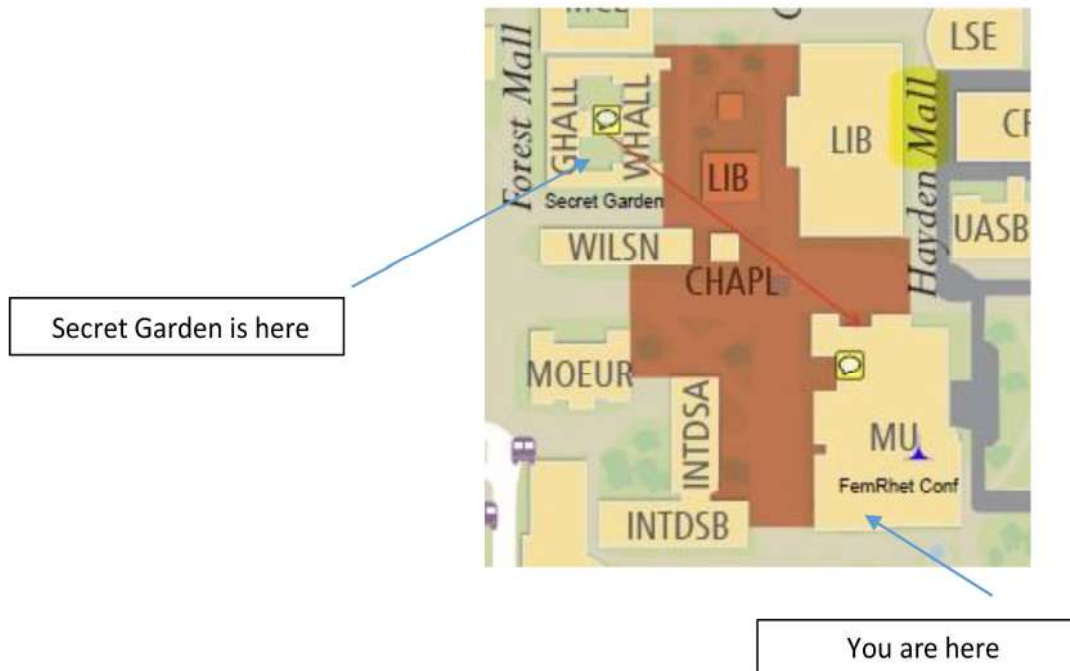 LSE
Forest Mall
GHALL
WHALL
LIB
LIB
Hayden Mall
Secret Garden
WILSN
UASB
CHAPL
Secret Garden is here
MOEUR
INTDSA
MU
FemRhet Conf
INTDSB
You are here